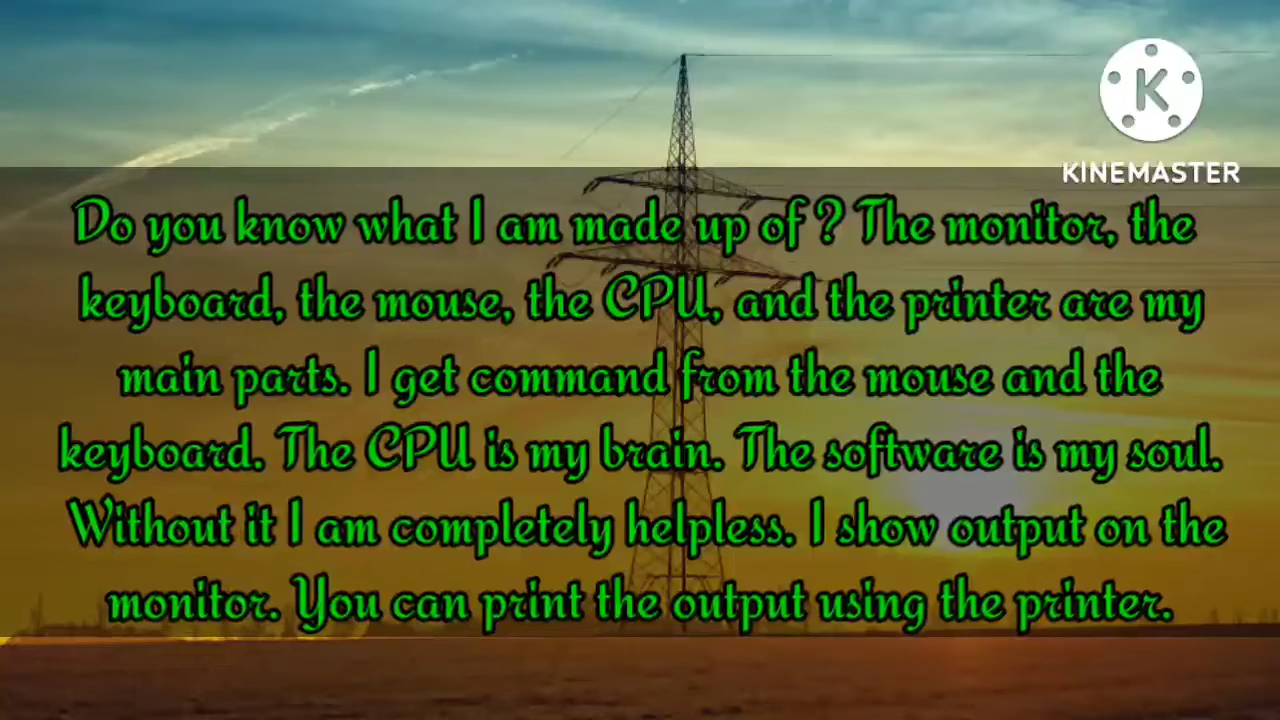 K
KINEMASTER
Do you know what I am made up of ? The monitor, the
keyboard, the mouse, the CPU, and the printer are my
main parts. I get command from the mouse and the
keyboard. The CPU is my brain. The software is my soul.
Without it I am completely helpless. I show output on the
monitor. You can print the output using the printer.